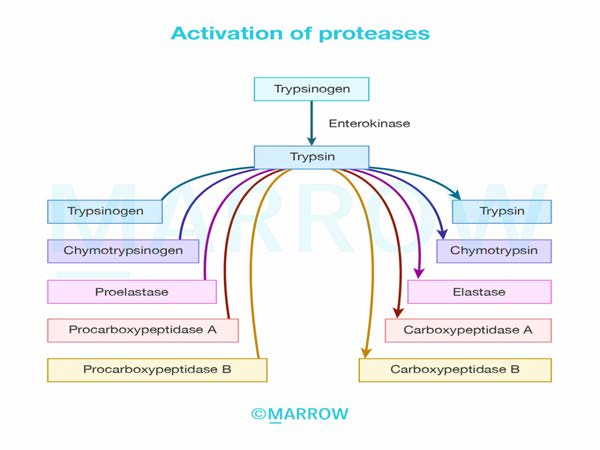 Activation of proteases
Trypsinogen
Enterokinase
Trypsin
MARROW
Trypsinogen
Trypsin
Chymotrypsinogen
Chymotrypsin
Proelastase
Elastase
Procarboxypeptidase A
Carboxypeptidase A
Procarboxypeptidase B
Carboxypeptidase B
©MARROW